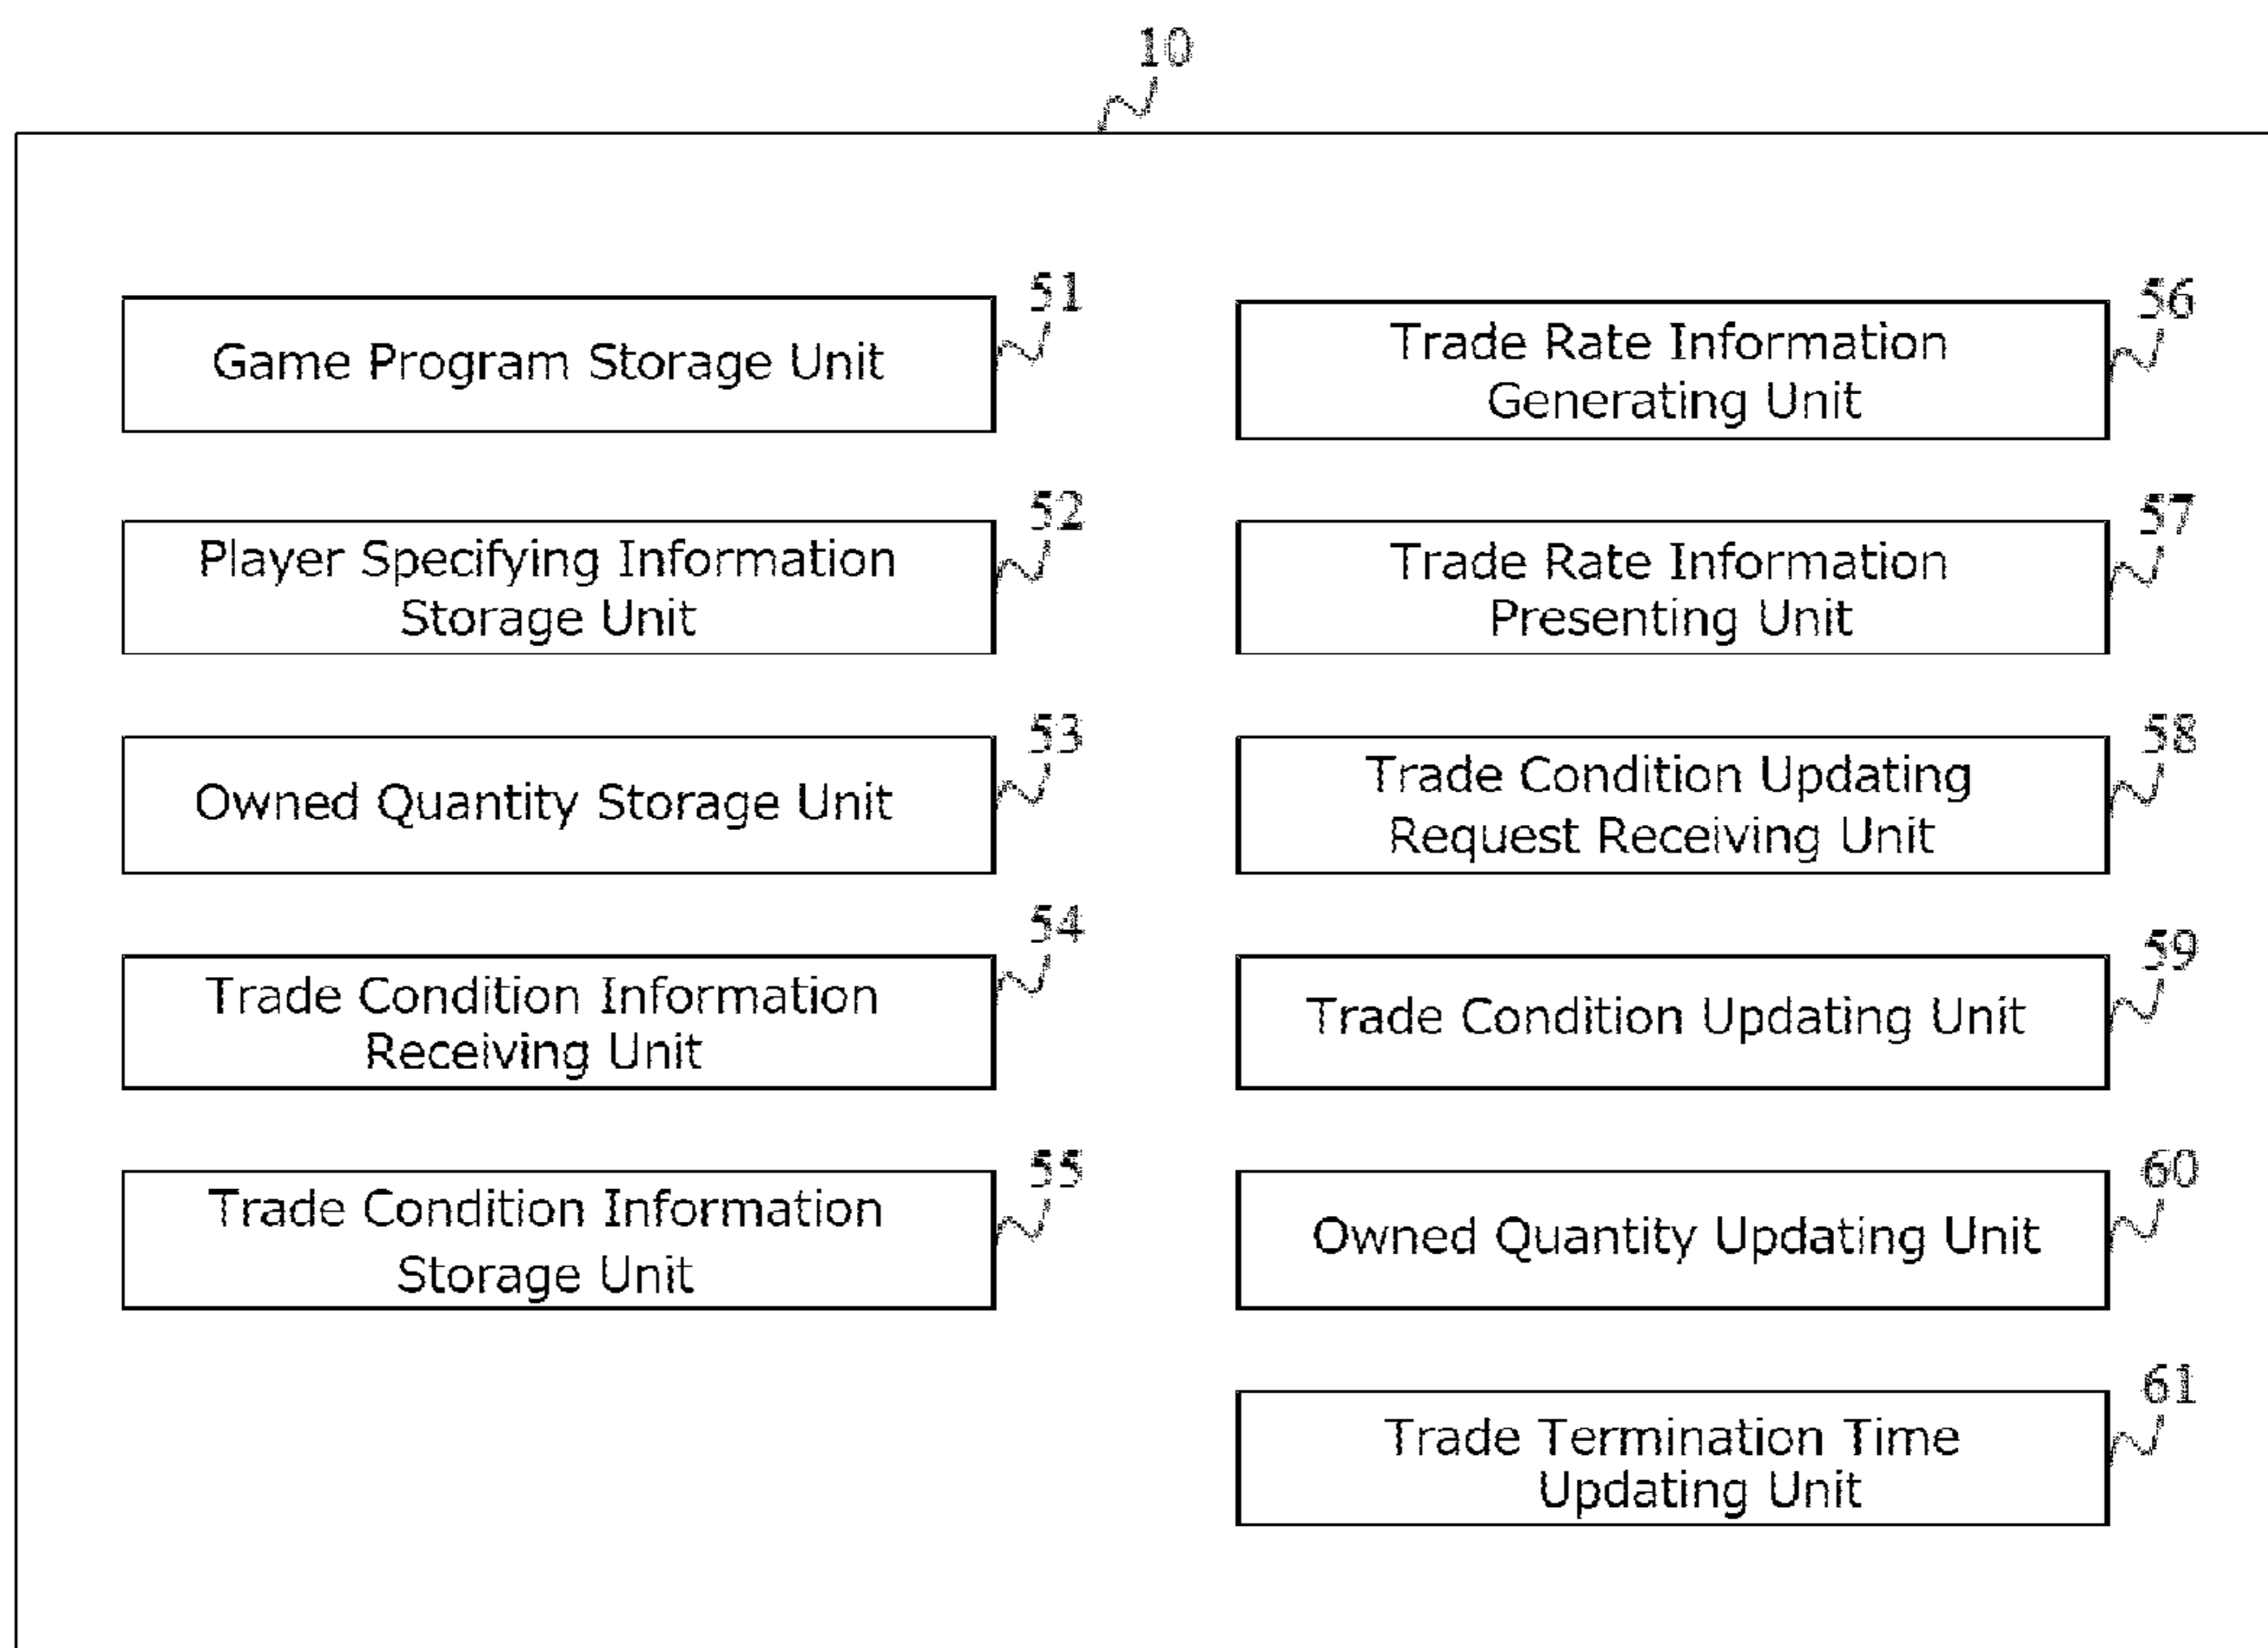 10
51
Game Program Storage Unit
52
Player Specifying Information
Storage Unit
53
Owned Quantity Storage Unit
54
Trade Condition Information
Receiving Unit
55
Trade Condition Information
Storage Unit
56
Trade Rate Information
Generating Unit
57
Trade Rate Information
Presenting Unit
58
Trade Condition Updating
Request Receiving Unit
59
Trade Condition Updating Unit
60
Owned Quantity Updating Unit
61
Trade Termination Time
Updating Unit